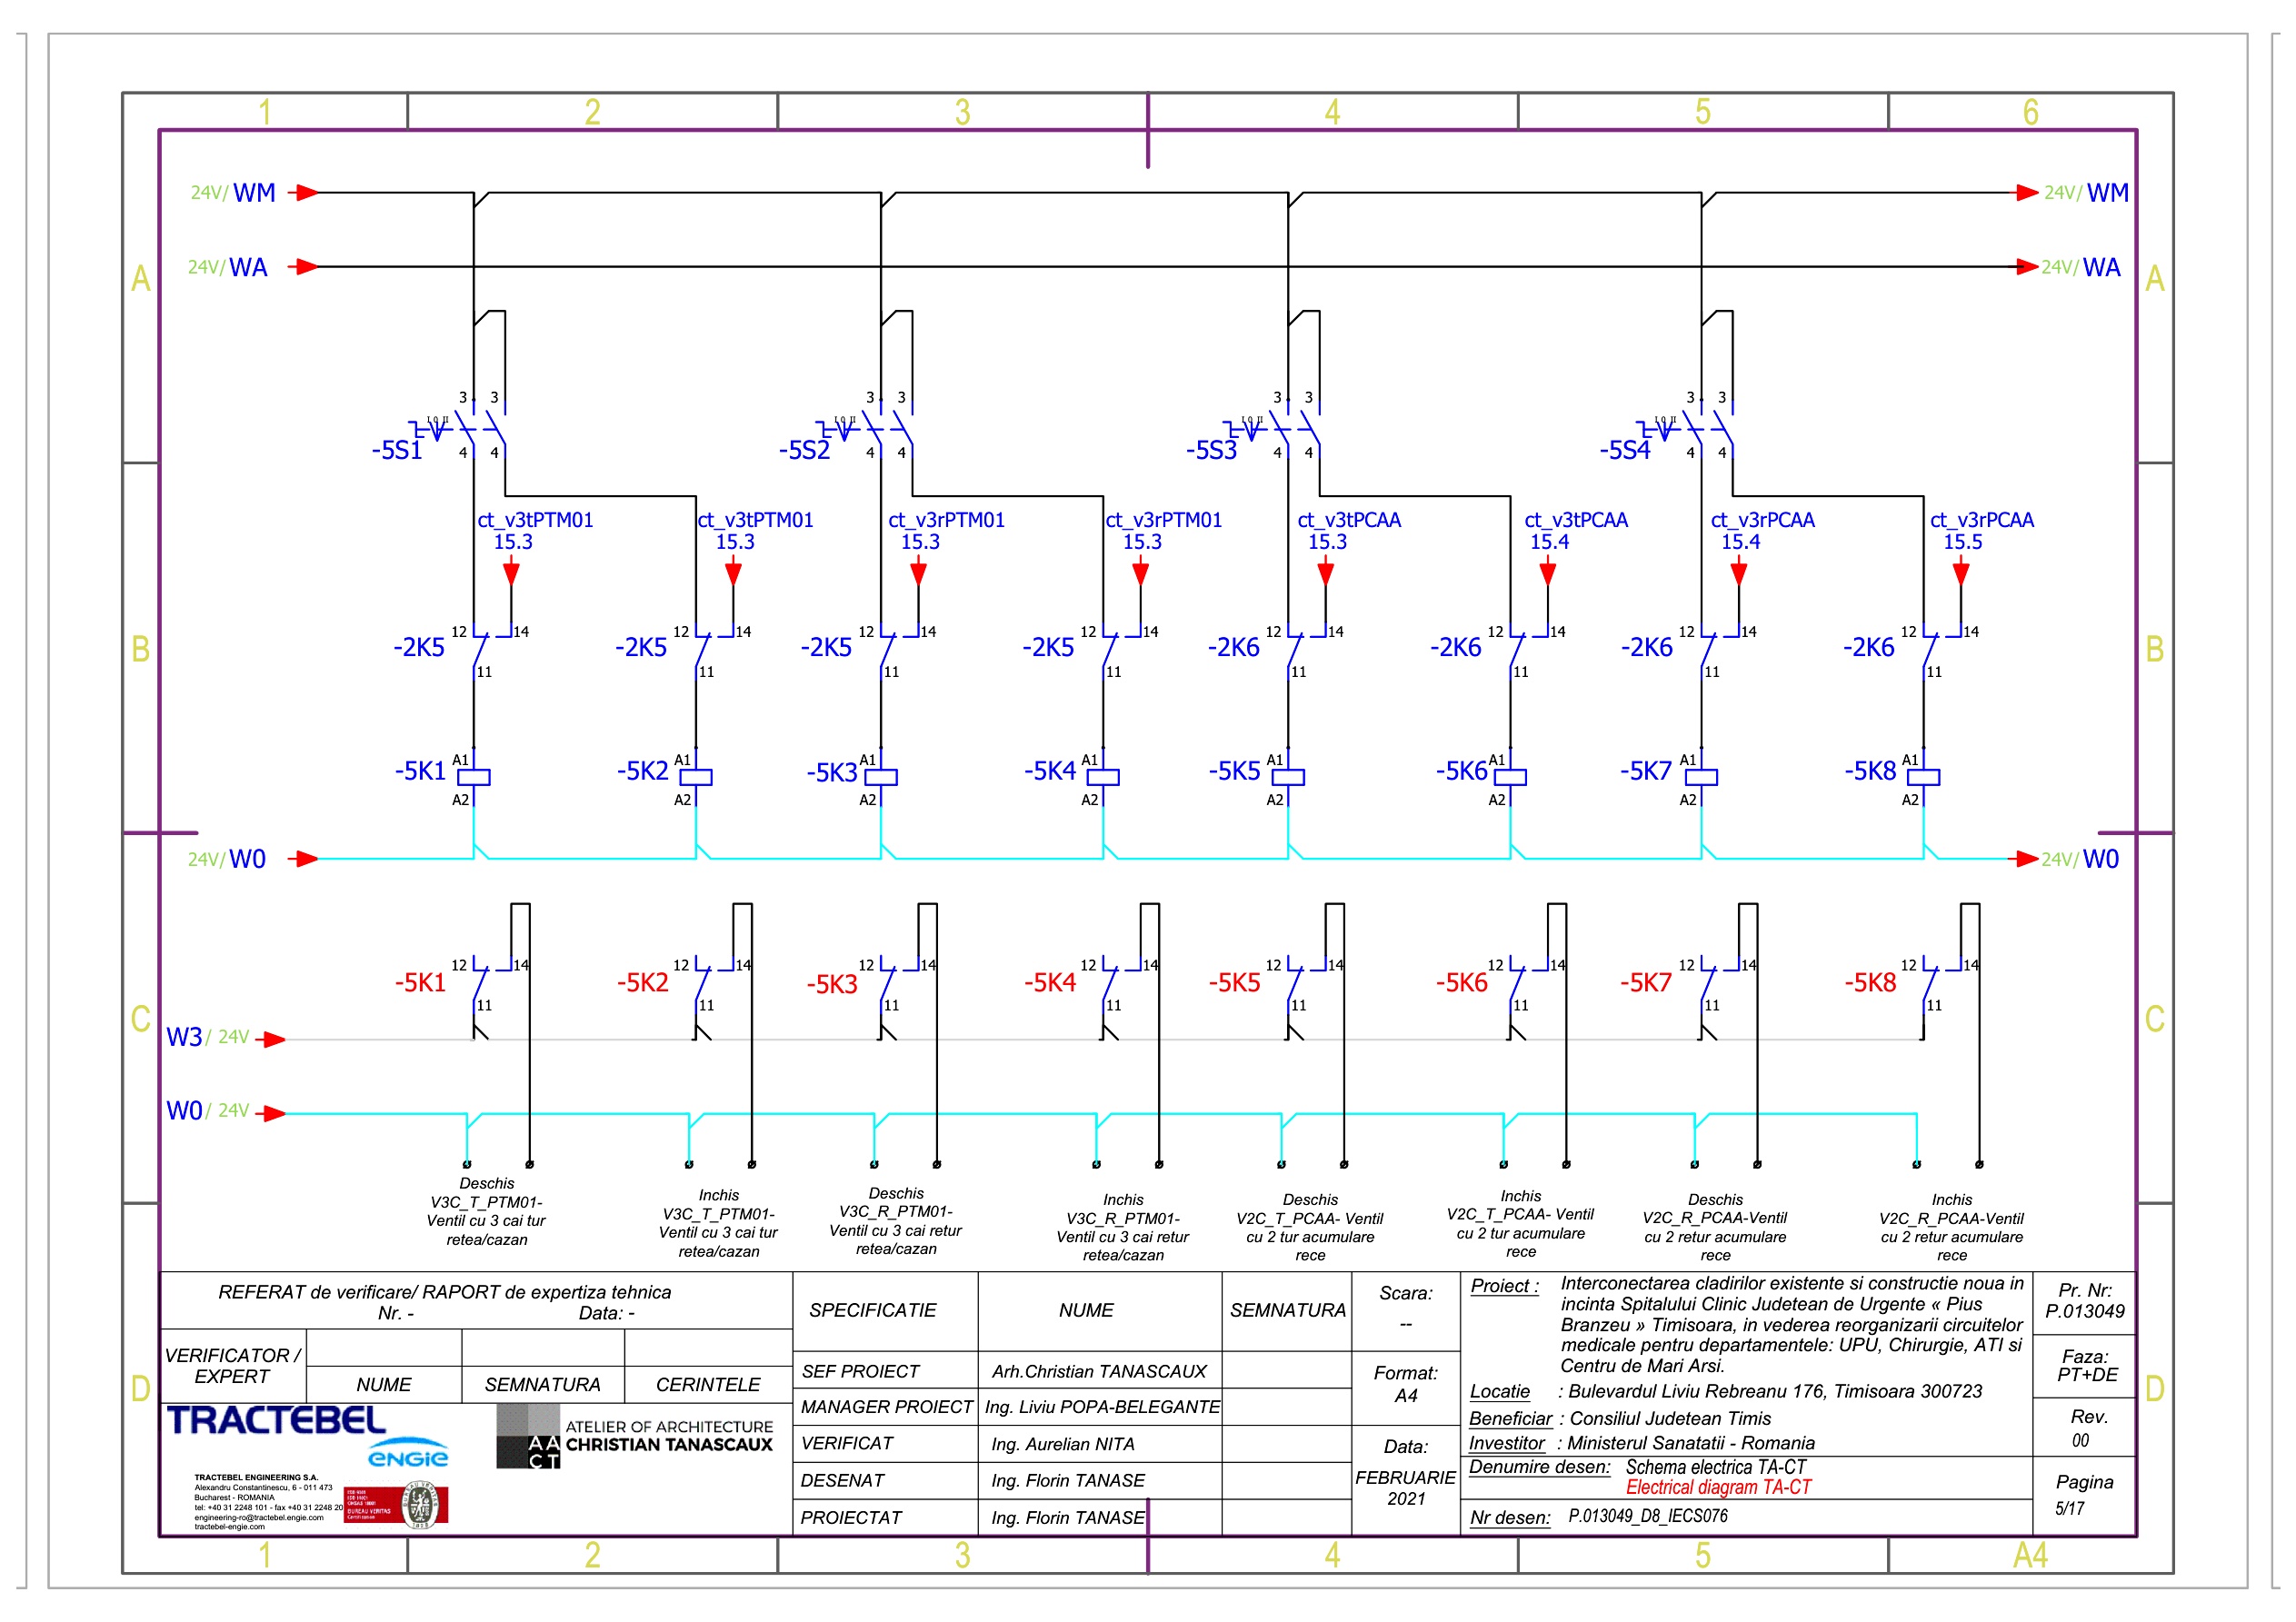 1 2 3 4 5 6
24V/ WM 24V/ WM
A 24V/ WA 24V/ WA A
3 3 3 3 3 3 3 3
I 0 II I 0 II I 0 II I 0 II
-5S1 4 4 -5S2 4 4 -5S3 4 4 -5S4 4 4
ct_v3tPTM01 ct_v3tPTM01 ct_v3rPTM01 ct_v3rPTM01 ct_v3tPCAA ct_v3tPCAA ct_v3rPCAA ct_v3rPCAA
15.3 15.3 15.3 15.3 15.3 15.4 15.4 15.5
12 14 12 14 12 14 12 14 12 14 12 14 12 14 12 14
B -2K5 -2K5 -2K5 -2K5 -2K6 -2K6 -2K6 -2K6 B
11 11 11 11 11 11 11 11
A1 A1 A1 A1 A1 A1 A1 A1
-5K1 -5K2 -5K3 -5K4 -5K5 -5K6 -5K7 -5K8
A2 A2 A2 A2 A2 A2 A2 A2
24V/ W0 24V/ W0
12 14 12 14 12 14 12 14 12 14 12 14 12 14 12 14
-5K1 -5K2 -5K3 -5K4 -5K5 -5K6 -5K7 -5K8
C 11 11 11 11 11 11 11 11 C
W3/ 24V
W0/ 24V
Deschis
V3C_T_PTM01-
Ventil cu 3 cai tur
retea/cazan
Inchis
V3C_T_PTM01-
Ventil cu 3 cai tur
retea/cazan
Deschis
V3C_R_PTM01-
Ventil cu 3 cai retur
retea/cazan
Inchis
V3C_R_PTM01-
Ventil cu 3 cai retur
retea/cazan
Deschis
V2C_T_PCAA- Ventil
cu 2 tur acumulare
rece
Inchis
V2C_T_PCAA- Ventil
cu 2 tur acumulare
rece
Deschis
V2C_R_PCAA-Ventil
cu 2 retur acumulare
rece
Inchis
V2C_R_PCAA-Ventil
cu 2 retur acumulare
rece
D D
REFERAT de verificare/ RAPORT de expertiza tehnica
Nr. - Data: -
VERIFICATOR /
EXPERT
NUME SEMNATURA CERINTELE
TRACTEBEL
ENGIE
AA
CT
ATELIER OF ARCHITECTURE
CHRISTIAN TANASCAUX
TRACTEBEL ENGINEERING S.A.
Alexandru Constantinescu, 6 - 011 473
Bucharest - ROMANIA
tel: +40 31 2248 101 - fax +40 31 2248 20
engineering-ro@tractebel.engie.com
tractebel-engie.com
BUREAU VERITAS
SPECIFICATIE NUME SEMNATURA
SEF PROIECT Arh.Christian TANASCAUX
MANAGER PROIECT Ing. Liviu POPA-BELEGANTE
VERIFICAT Ing. Aurelian NITA
DESENAT Ing. Florin TANASE
PROIECTAT Ing. Florin TANASE
Scara:
--
Format:
A4
Data:
FEBRUARIE
2021
Proiect : Interconectarea cladirilor existente si constructie noua in
incinta Spitalului Clinic Judetean de Urgente « Pius
Branzeu » Timisoara, in vederea reorganizarii circuitelor
medicale pentru departamentele: UPU, Chirurgie, ATI si
Centru de Mari Arsi.
Locatie : Bulevardul Liviu Rebreanu 176, Timisoara 300723
Beneficiar : Consiliul Judetean Timis
Investitor : Ministerul Sanatatii - Romania
Denumire desen: Schema electrica TA-CT
Electrical diagram TA-CT
Nr desen: P.013049_D8_IECS076
Pr. Nr:
P.013049
Faza:
PT+DE
Rev.
00
Pagina
5/17
1 2 3 4 5 A4